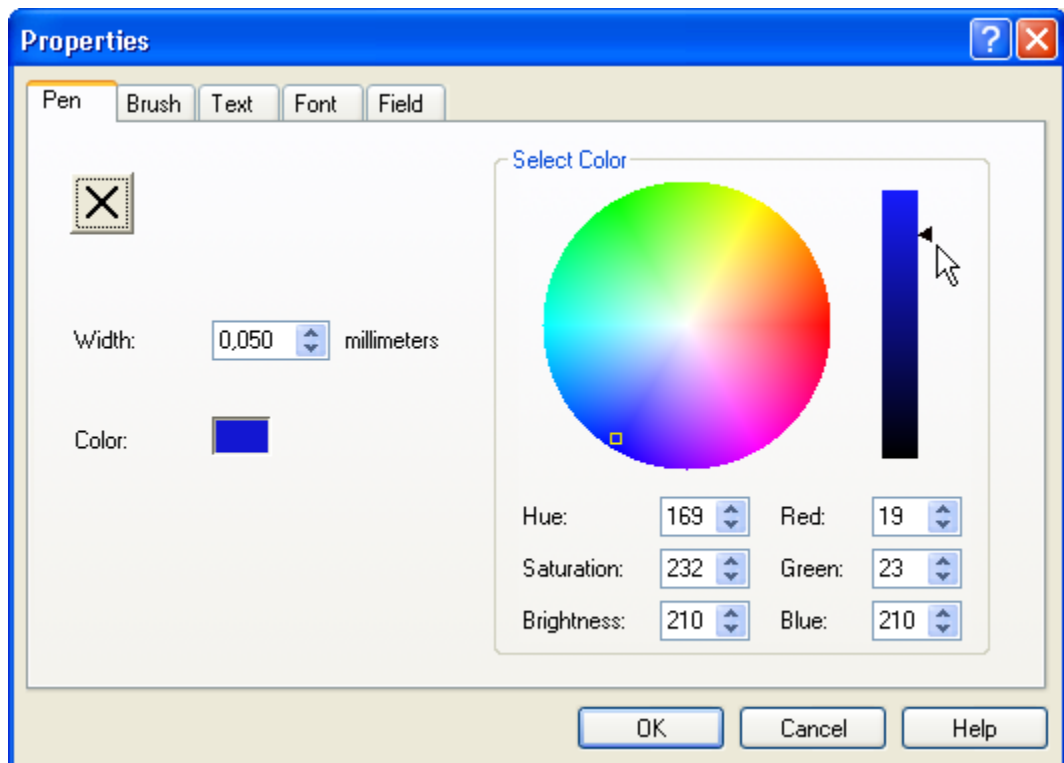 Properties
Pen Brush Text Font Field
Select Color
Width: 0,050 millimeters
Color:
Hue: 169 Red: 19
Saturation: 232 Green: 23
Brightness: 210 Blue: 210
OK Cancel Help